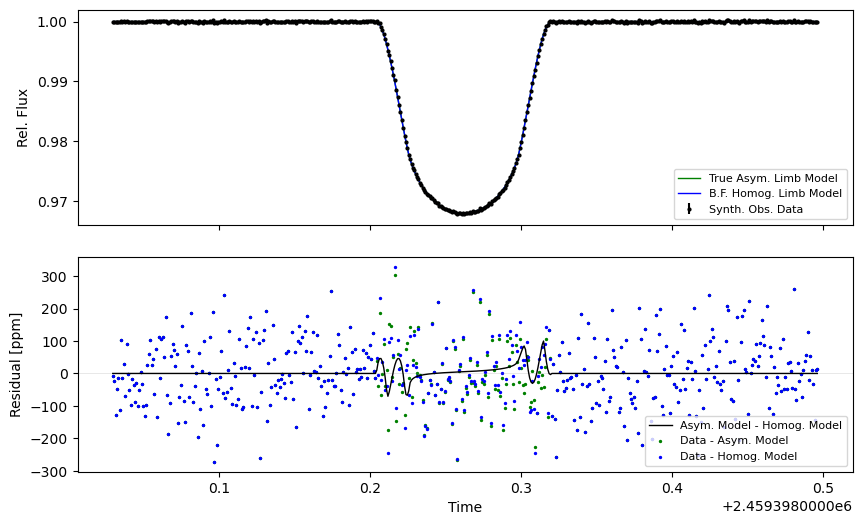 1.00
0.99
0.98
0.97
Rel. Flux
True Asym. Limb Model
B.F. Homog. Limb Model
Synth. Obs. Data
300
200
100
0
−100
−200
−300
Residual [ppm]
Asym. Model - Homog. Model
Data - Asym. Model
Data - Homog. Model
0.1 0.2 0.3 0.4 0.5
Time
+2.4593980000e6